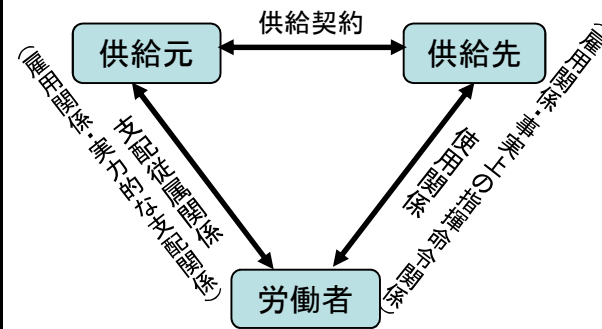 供給契約
供給元
供給先
支配従属関係
(雇用関係・実力的な支配関係)
使用関係
(雇用関係・事実上の指揮命令関係)
労働者